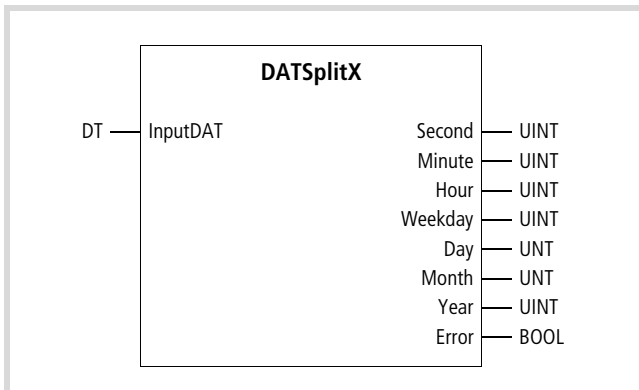 DATSplitX
DT InputDAT Second UINT
Minute UINT
Hour UINT
Weekday UINT
Day UNT
Month UNT
Year UINT
Error BOOL